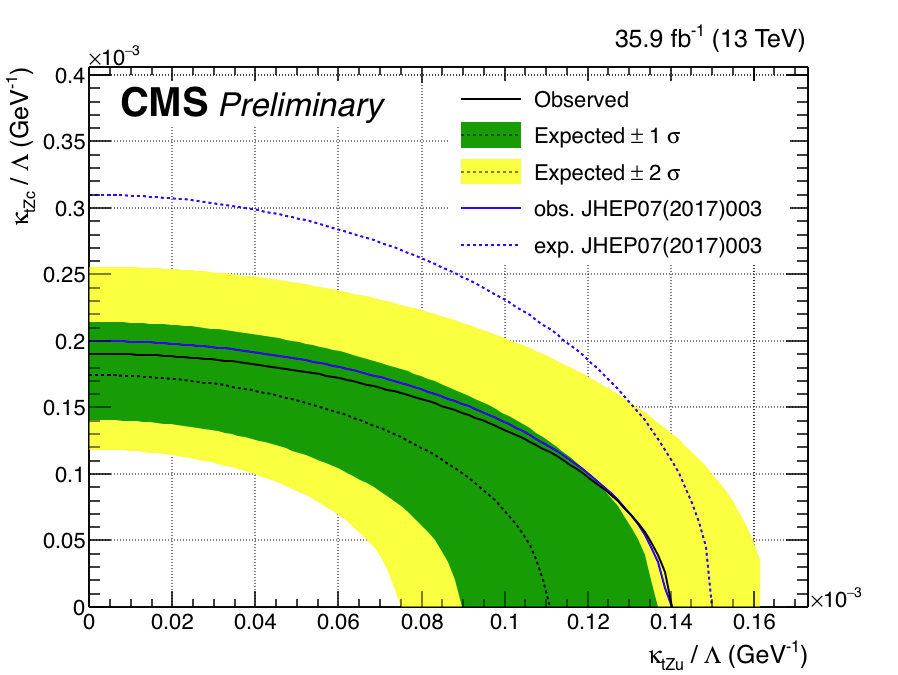 35.9 fb⁻¹ (13 TeV)
×10⁻³
κtZc / Λ (GeV⁻¹)
CMS Preliminary
Observed
Expected ± 1 σ
Expected ± 2 σ
obs. JHEP07(2017)003
exp. JHEP07(2017)003
0.4
0.35
0.3
0.25
0.2
0.15
0.1
0.05
0
0 0.02 0.04 0.06 0.08 0.1 0.12 0.14 0.16
×10⁻³
κtZu / Λ (GeV⁻¹)